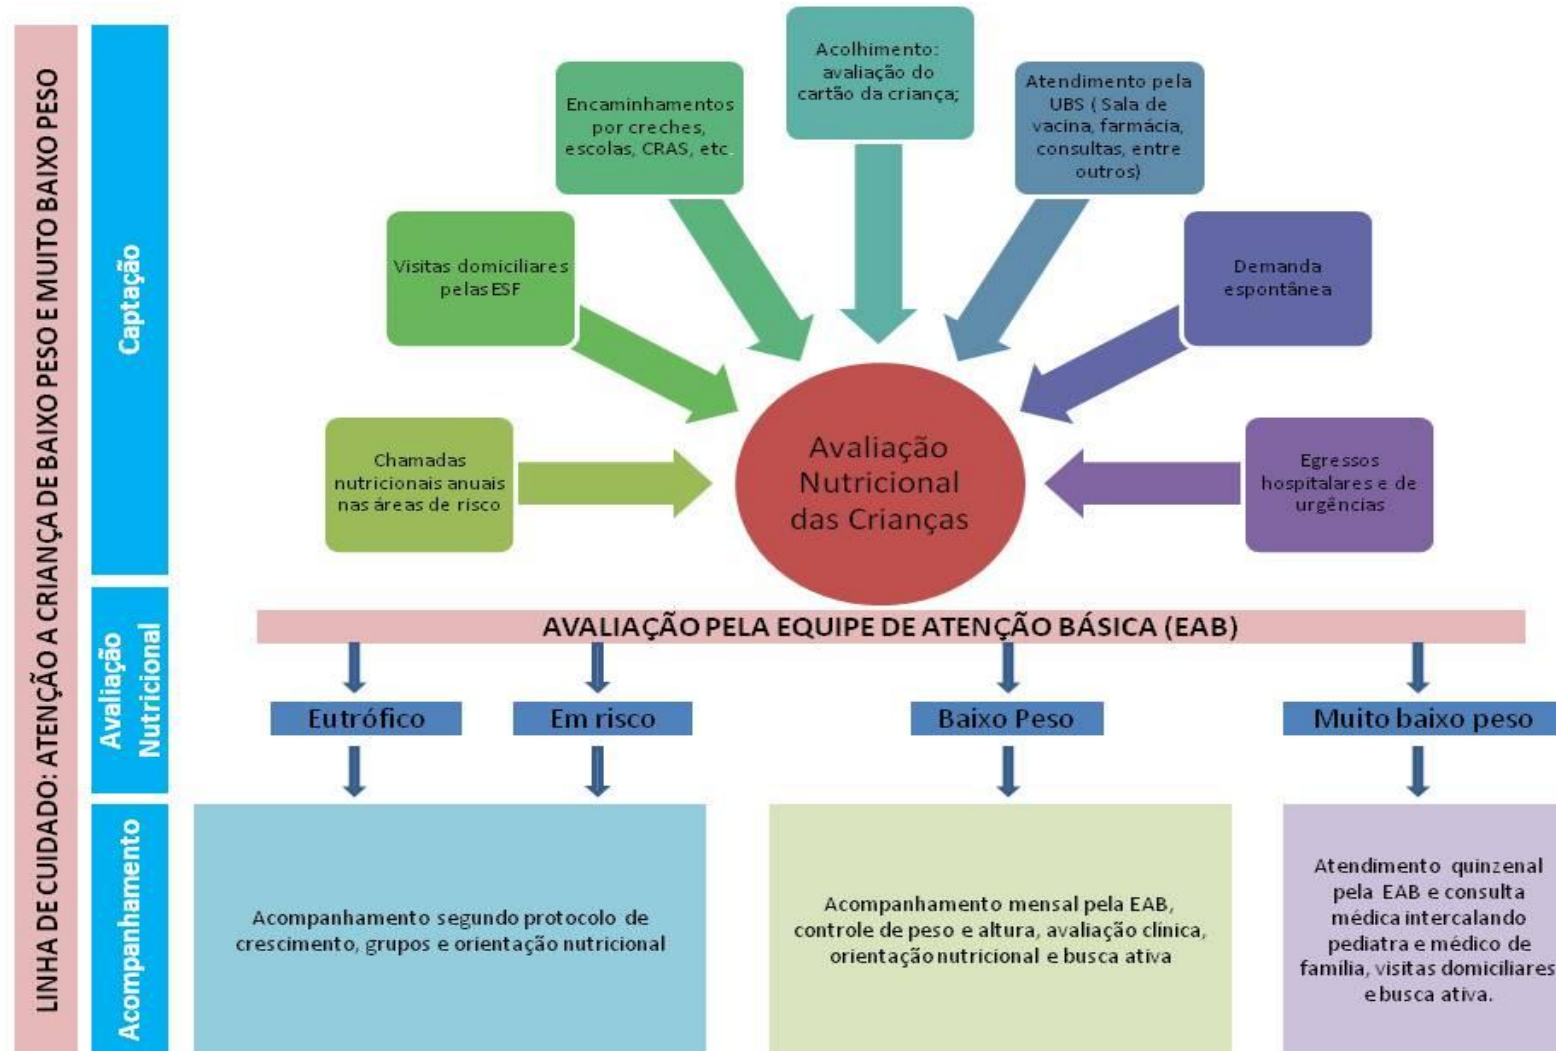 LINHA DE CUIDADO: ATENÇÃO A CRIANÇA DE BAIXO PESO E MUITO BAIXO PESO
Captação
Acolhimento:
avaliação do
cartão da criança;
Encaminhamentos
por creches,
escolas, CRAS, etc.
Atendimento pela
UBS ( Sala de
vacina, farmácia,
consultas, entre
outros)
Visitas domiciliares
pelas ESF
Demanda
espontânea
Chamadas
nutricionais anuais
nas áreas de risco
Avaliação
Nutricional
das Crianças
Egressos
hospitalares e de
urgências
Avaliação
Nutricional
AVALIAÇÃO PELA EQUIPE DE ATENÇÃO BÁSICA (EAB)
Eutrófico
Em risco
Baixo Peso
Muito baixo peso
Acompanhamento
Acompanhamento segundo protocolo de
crescimento, grupos e orientação nutricional
Acompanhamento mensal pela EAB,
controle de peso e altura, avaliação clínica,
orientação nutricional e busca ativa
Atendimento quinzenal
pela EAB e consulta
médica intercalando
pediatra e médico de
família, visitas domiciliares
e busca ativa.